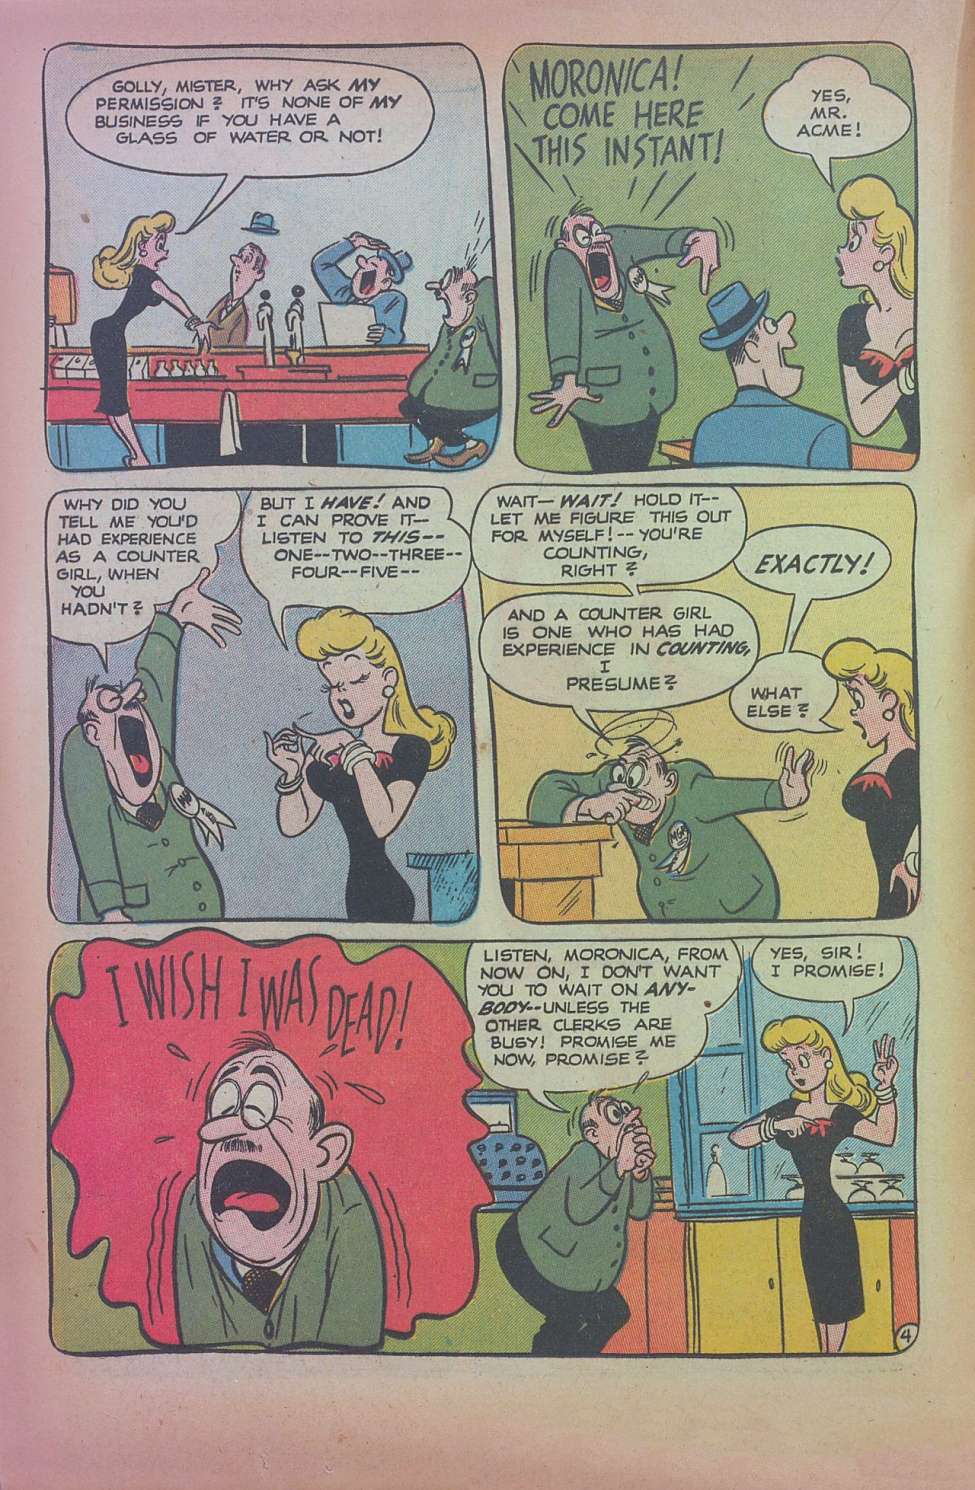 GOLLY, MISTER, WHY ASK MY
PERMISSION? IT'S NONE OF MY
BUSINESS IF YOU HAVE A
GLASS OF WATER OR NOT!
MORONICA!
COME HERE
THIS INSTANT!
YES,
MR.
ACME!
WHY DID YOU
TELL ME YOU'D
HAD EXPERIENCE
AS A COUNTER
GIRL, WHEN
YOU
HADN'T?
BUT I HAVE! AND
I CAN PROVE IT--
LISTEN TO THIS--
ONE--TWO--THREE--
FOUR--FIVE--
WAIT-- WAIT! HOLD IT--
LET ME FIGURE THIS OUT
FOR MYSELF!-- YOU'RE
COUNTING,
RIGHT?
EXACTLY!
AND A COUNTER GIRL
IS ONE WHO HAS HAD
EXPERIENCE IN COUNTING,
I
PRESUME?
WHAT
ELSE?
MGR
I WISH I WAS DEAD!
LISTEN, MORONICA, FROM
NOW ON, I DON'T WANT
YOU TO WAIT ON ANY-
BODY--UNLESS THE
OTHER CLERKS ARE
BUSY! PROMISE ME
NOW, PROMISE?
YES, SIR!
I PROMISE!
4